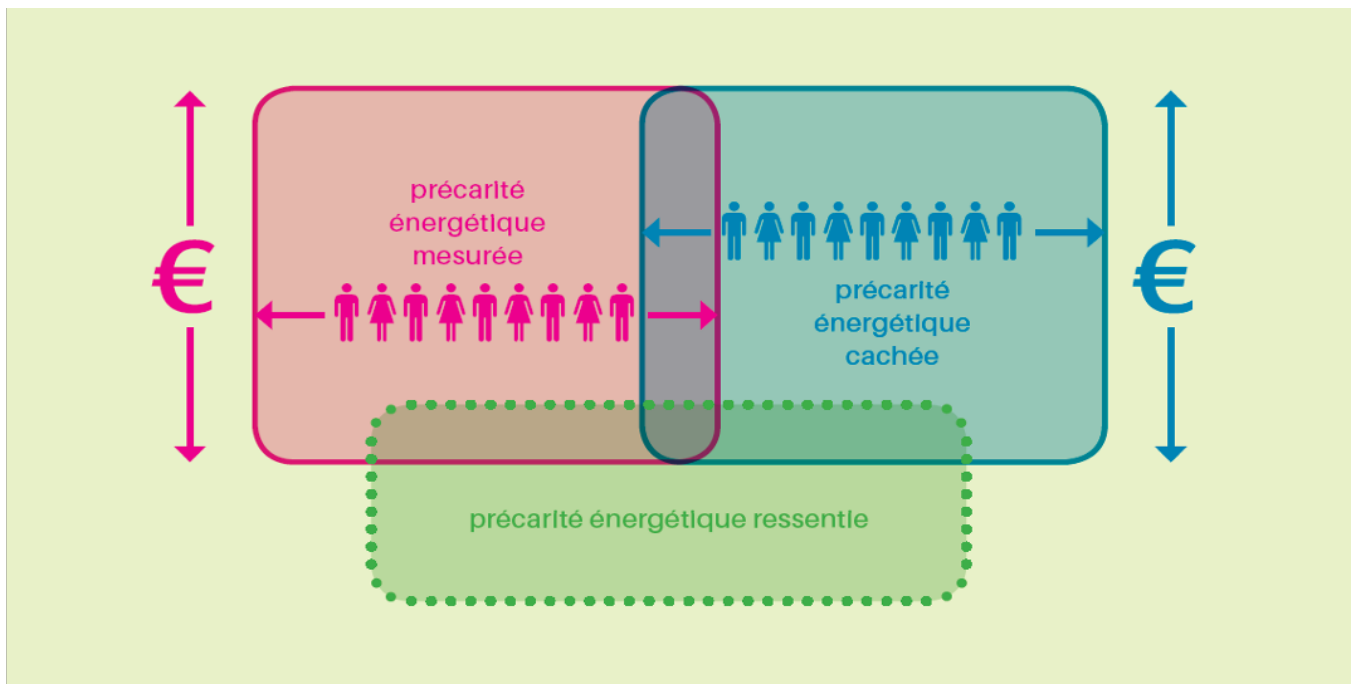 précarité
énergétique
mesurée
€
€
précarité
énergétique
cachée
précarité énergétique ressentie